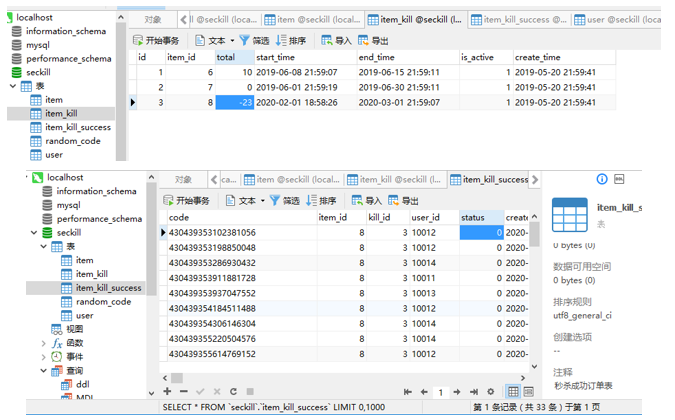 localhost
information_schema
mysql
performance_schema
seckill
表
item
item_kill
item_kill_success
random_code
user
对象 ll @seckill (local... item @seckill (local... item_kill @seckill (l... item_kill_success @... user @seckill (loca...
开始事务 文本 筛选 排序 导入 导出
id item_id total start_time end_time is_active create_time
1 6 10 2019-06-08 21:59:07 2019-06-15 21:59:11 1 2019-05-20 21:59:41
2 7 0 2019-06-01 21:59:19 2019-06-30 21:59:11 1 2019-05-20 21:59:41
3 8 -23 2020-02-01 18:58:26 2020-03-01 21:59:07 1 2019-05-20 21:59:41
localhost
information_schema
mysql
performance_schema
seckill
表
item
item_kill
item_kill_success
random_code
user
视图
函数
事件
查询
ddl
MDL
对象 ca... item @seckill (local... item_kill @seckill (l... item_kill_success
开始事务 文本 筛选 排序 导入 导出
code item_id kill_id user_id status create
430439353102381056 8 3 10012 0 2020-
430439353198850048 8 3 10012 0 2020-
430439353286930432 8 3 10014 0 2020-
430439353911881728 8 3 10011 0 2020-
430439353937047552 8 3 10013 0 2020-
430439354184511488 8 3 10012 0 2020-
430439354306146304 8 3 10014 0 2020-
430439355220504576 8 3 10014 0 2020-
430439355614769152 8 3 10012 0 2020-
1
SELECT * FROM `seckill`.`item_kill_success` LIMIT 0,1000 第 1 条记录 (共 33 条) 于第 1 页
item_kill_s
表
0 bytes (0)
数据可用空间
0 bytes (0)
排序规则
utf8_general_ci
创建选项
--
注释
秒杀成功订单表